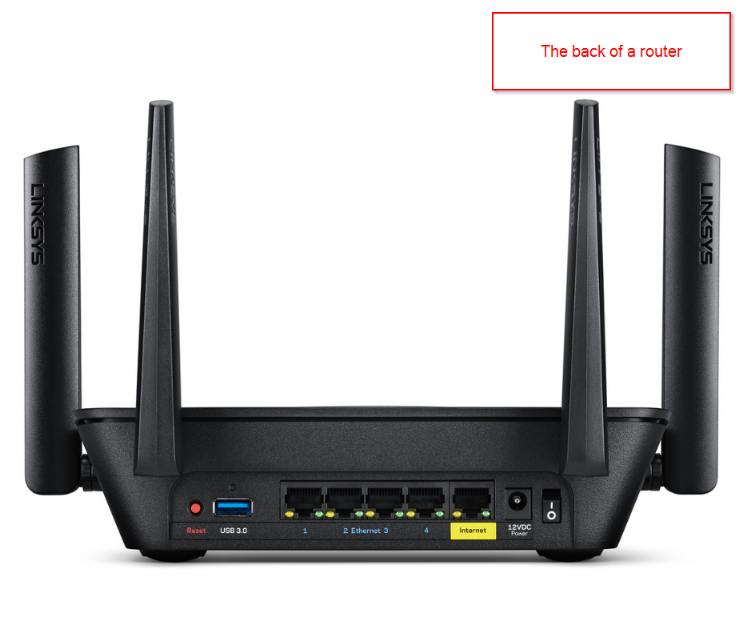 The back of a router
LINKSYS
LINKSYS
Reset
USB 3.0
1
2 Ethernet 3
4
Internet
12VDC
Power